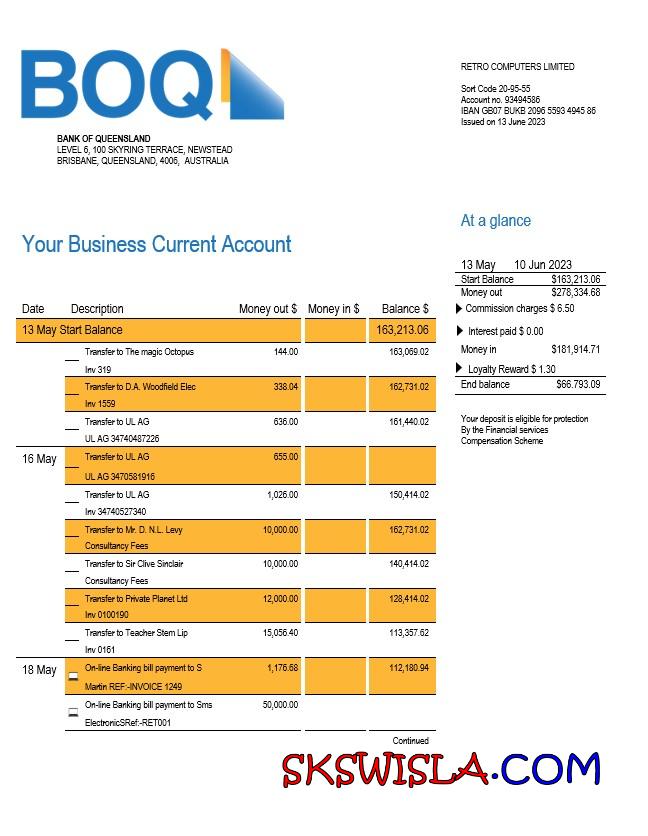 BOQ
RETRO COMPUTERS LIMITED
Sort Code 20-95-55
Account no. 93494586
IBAN GB07 BUKB 2096 5593 4945 86
Issued on 13 June 2023
BANK OF QUEENSLAND
LEVEL 6, 100 SKYRING TERRACE, NEWSTEAD
BRISBANE, QUEENSLAND, 4006, AUSTRALIA
At a glance
13 May 10 Jun 2023
Start Balance $163,213.06
Money out $278,334.68
Commission charges $ 6.50
Interest paid $ 0.00
Money in $181,914.71
Loyalty Reward $ 1.30
End balance $66.793.09
Your deposit is eligible for protection
By the Financial services
Compensation Scheme
Your Business Current Account
Date Description Money out $ Money in $ Balance $
13 May Start Balance 163,213.06
Transfer to The magic Octopus 144.00 163,069.02
Inv 319
Transfer to D.A. Woodfield Elec 338.04 162,731.02
Inv 1559
Transfer to UL AG 636.00 161,440.02
UL AG 34740487226
16 May Transfer to UL AG 655.00
UL AG 3470581916
Transfer to UL AG 1,026.00 150,414.02
Inv 34740527340
Transfer to Mr. D. N.L. Levy 10,000.00 162,731.02
Consultancy Fees
Transfer to Sir Clive Sinclair 10,000.00 140,414.02
Consultancy Fees
Transfer to Private Planet Ltd 12,000.00 128,414.02
Inv 0100190
Transfer to Teacher Stem Lip 15,056.40 113,357.62
Inv 0161
18 May On-line Banking bill payment to S 1,176.68 112,180.94
Martin REF:-INVOICE 1249
On-line Banking bill payment to Sms 50,000.00
ElectronicSRef:-RET001
Continued
SKSWISLA.COM